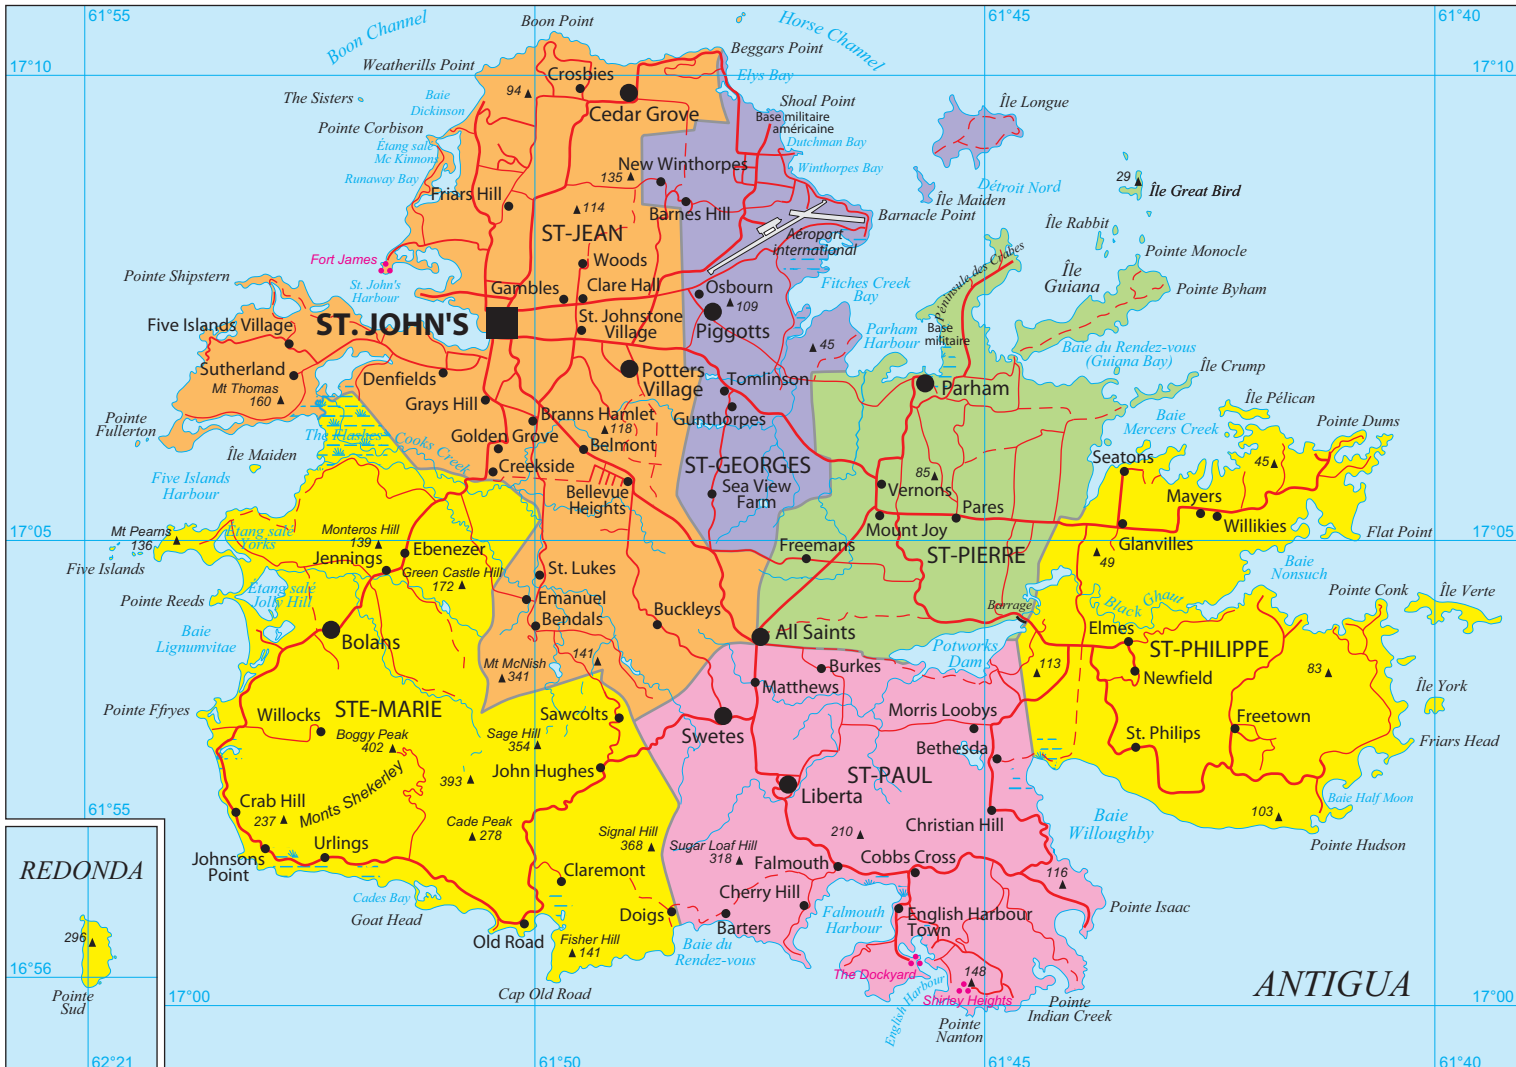 61°55
61°45
61°40
Boon Channel
Boon Point
Horse Channel
Beggars Point
17°10
17°10
Weatherills Point
Elys Bay
Crosbies
94
Cedar Grove
The Sisters
Baie
Dickinson
Shoal Point
Base militaire
américaine
Île Longue
Pointe Corbison
Étang salé
Mc Kinnons
Dutchman Bay
Runaway Bay
New Winthorpes
135
Winthorpes Bay
Détroit Nord
29
Île Great Bird
Friars Hill
114
Barnes Hill
Île Maiden
Barnacle Point
ST-JEAN
Aéroport
international
Île Rabbit
Pointe Monocle
Fort James
Woods
Péninsule des Crabes
Île
Guiana
Pointe Shipstern
St. John's
Harbour
Gambles
Clare Hall
Osbourn
109
Fitches Creek
Bay
Pointe Byham
Five Islands Village
ST. JOHN'S
St. Johnstone
Village
Piggotts
Parham
Harbour
Base
militaire
45
Baie du Rendez-vous
(Guiana Bay)
Sutherland
Mt Thomas
160
Denfields
Potters
Village
Tomlinson
Parham
Île Crump
Grays Hill
Branns Hamlet
Gunthorpes
Île Pélican
Pointe
Fullerton
The Flashes
Cooks Creek
Golden Grove
118
Belmont
Baie
Mercers Creek
Pointe Dums
Île Maiden
Creekside
ST-GEORGES
Seatons
45
Five Islands
Harbour
Bellevue
Heights
Sea View
Farm
85
Vernons
Mayers
Mt Pearns
136
17°05
Étang salé
Yorks
Monteros Hill
139
Mount Joy
Pares
Willikies
Flat Point
17°05
Five Islands
Jennings
Ebenezer
Freemans
ST-PIERRE
Glanvilles
49
Baie
Nonsuch
Green Castle Hill
172
St. Lukes
Étang salé
Jolly Hill
Pointe Reeds
Emanuel
Buckleys
Barrage
Black Ghaut
Pointe Conk
Île Verte
Baie
Lignumvitae
Bolans
Bendals
All Saints
Elmes
ST-PHILIPPE
Potworks
Dam
Mt McNish
341
141
Burkes
113
Newfield
83
Matthews
Île York
Pointe Ffryes
Willocks
STE-MARIE
Sawcolts
Swetes
Morris Loobys
Freetown
Boggy Peak
402
Sage Hill
354
Bethesda
St. Philips
Friars Head
John Hughes
393
ST-PAUL
61°55
Crab Hill
237
Monts Shekerley
Liberta
Baie
Willoughby
Baie Half Moon
103
Cade Peak
278
Signal Hill
368
210
Christian Hill
Johnsons
Point
Urlings
Sugar Loaf Hill
318
Falmouth
Cobbs Cross
Pointe Hudson
REDONDA
Claremont
116
Cades Bay
Cherry Hill
Goat Head
Doigs
Barters
Falmouth
Harbour
English Harbour
Town
Pointe Isaac
Old Road
296
Fisher Hill
141
Baie du
Rendez-vous
The Dockyard
148
16°56
Cap Old Road
English Harbour
Shirley Heights
ANTIGUA
Pointe
Sud
17°00
Pointe
Indian Creek
17°00
Pointe
Nanton
62°21
61°50
61°45
61°40